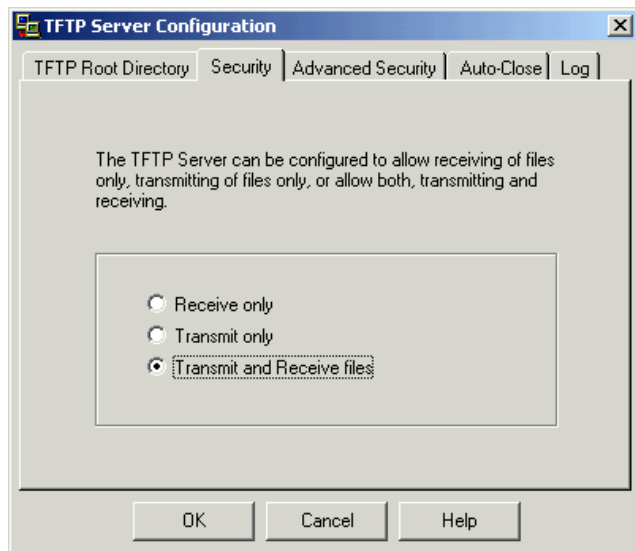 TFTP Server Configuration
TFTP Root Directory Security Advanced Security Auto-Close Log
The TFTP Server can be configured to allow receiving of files
only, transmitting of files only, or allow both, transmitting and
receiving.
Receive only
Transmit only
Transmit and Receive files
OK Cancel Help